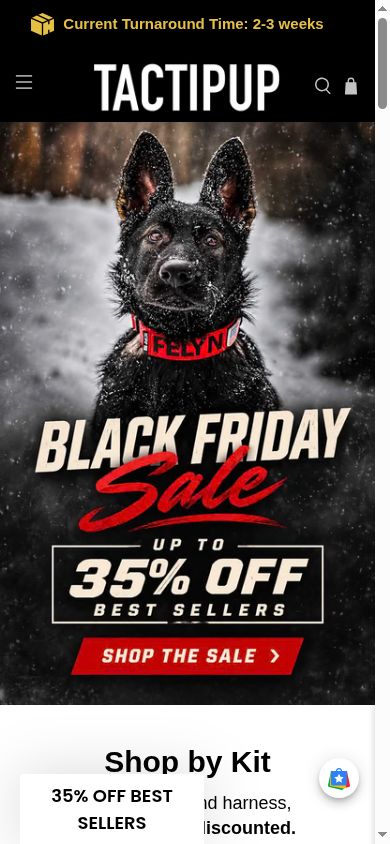 Current Turnaround Time: 2-3 weeks
TACTIPUP
FELYN
BLACK FRIDAY
Sale
UP TO
35% OFF
BEST SELLERS
SHOP THE SALE
Shop by Kit
35% OFF BEST
SELLERS
harness,
discounted.